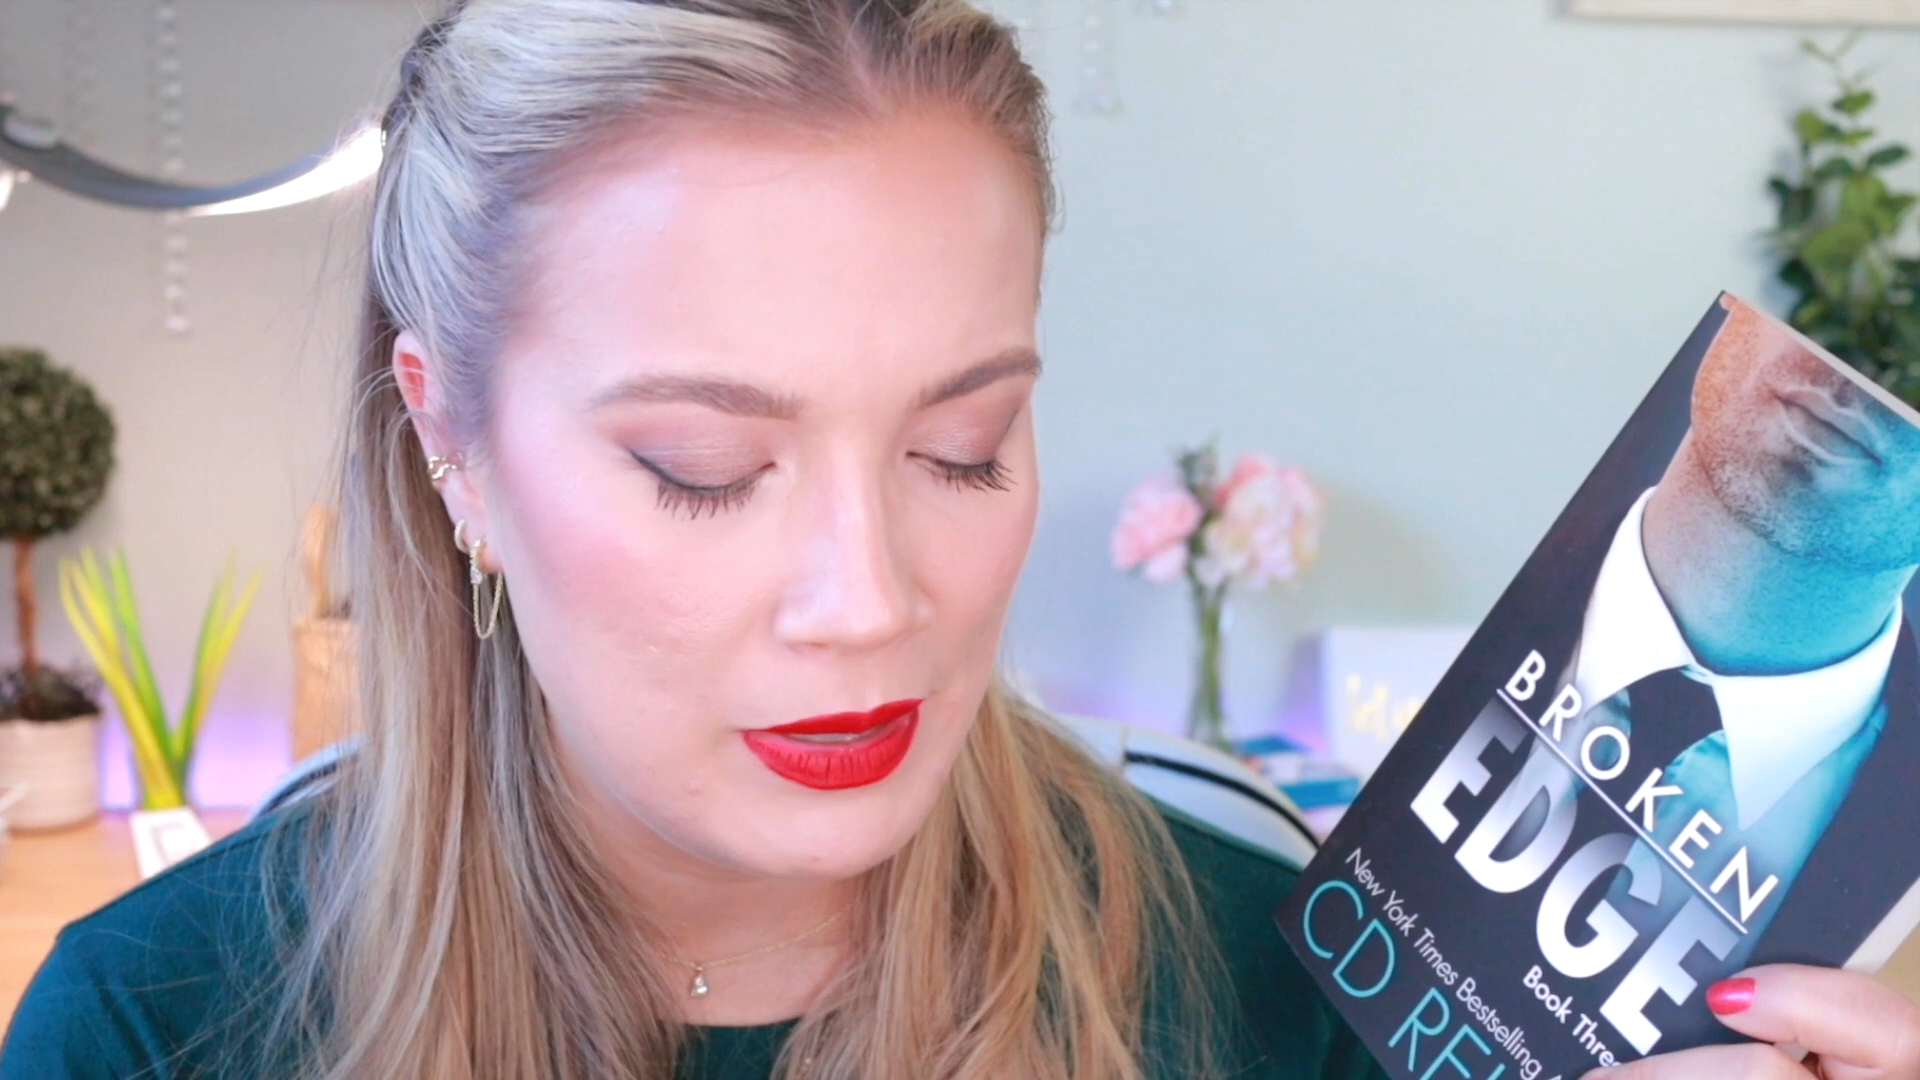 BROKEN
EDGE
Book Three
New York Times Bestselling
CD RE